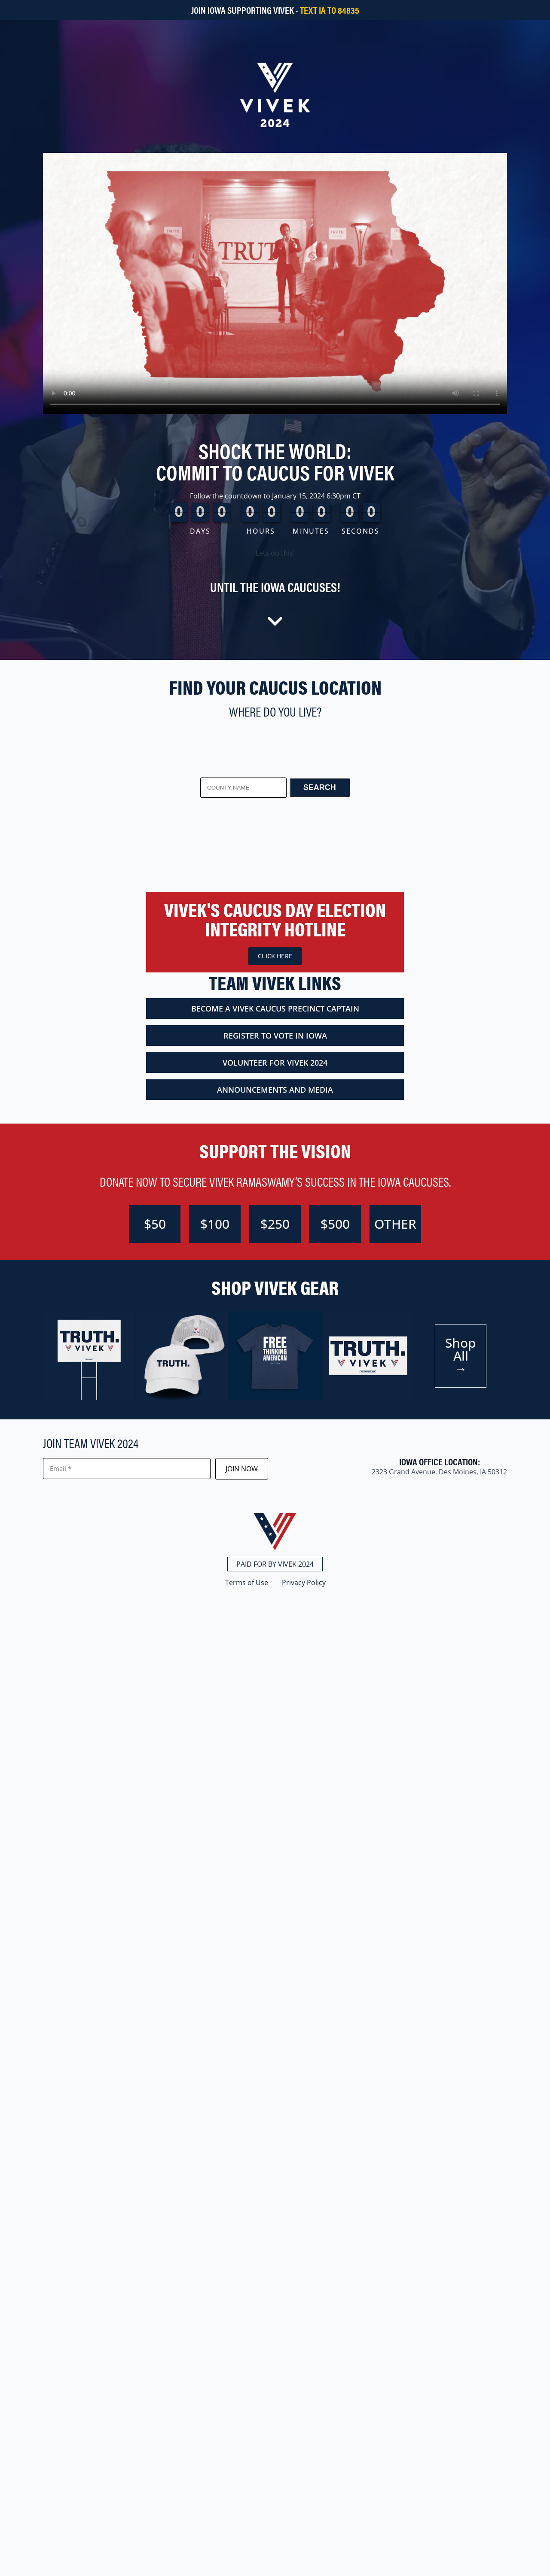 JOIN IOWA SUPPORTING VIVEK - TEXT IA TO 84835
VIVEK
2024
TRUTH
0:00
SHOCK THE WORLD:
COMMIT TO CAUCUS FOR VIVEK
Follow the countdown to January 15, 2024 6:30pm CT
0 0 0 0 0 0 0 0 0
DAYS HOURS MINUTES SECONDS
Lets do this!
UNTIL THE IOWA CAUCUSES!
FIND YOUR CAUCUS LOCATION
WHERE DO YOU LIVE?
COUNTY NAME SEARCH
VIVEK'S CAUCUS DAY ELECTION
INTEGRITY HOTLINE
CLICK HERE
TEAM VIVEK LINKS
BECOME A VIVEK CAUCUS PRECINCT CAPTAIN
REGISTER TO VOTE IN IOWA
VOLUNTEER FOR VIVEK 2024
ANNOUNCEMENTS AND MEDIA
SUPPORT THE VISION
DONATE NOW TO SECURE VIVEK RAMASWAMY'S SUCCESS IN THE IOWA CAUCUSES.
$50 $100 $250 $500 OTHER
SHOP VIVEK GEAR
TRUTH.
VIVEK
TRUTH.
FREE
THINKING
AMERICAN
TRUTH.
VIVEK
Shop
All
→
JOIN TEAM VIVEK 2024
Email * JOIN NOW
IOWA OFFICE LOCATION:
2323 Grand Avenue, Des Moines, IA 50312
PAID FOR BY VIVEK 2024
Terms of Use Privacy Policy